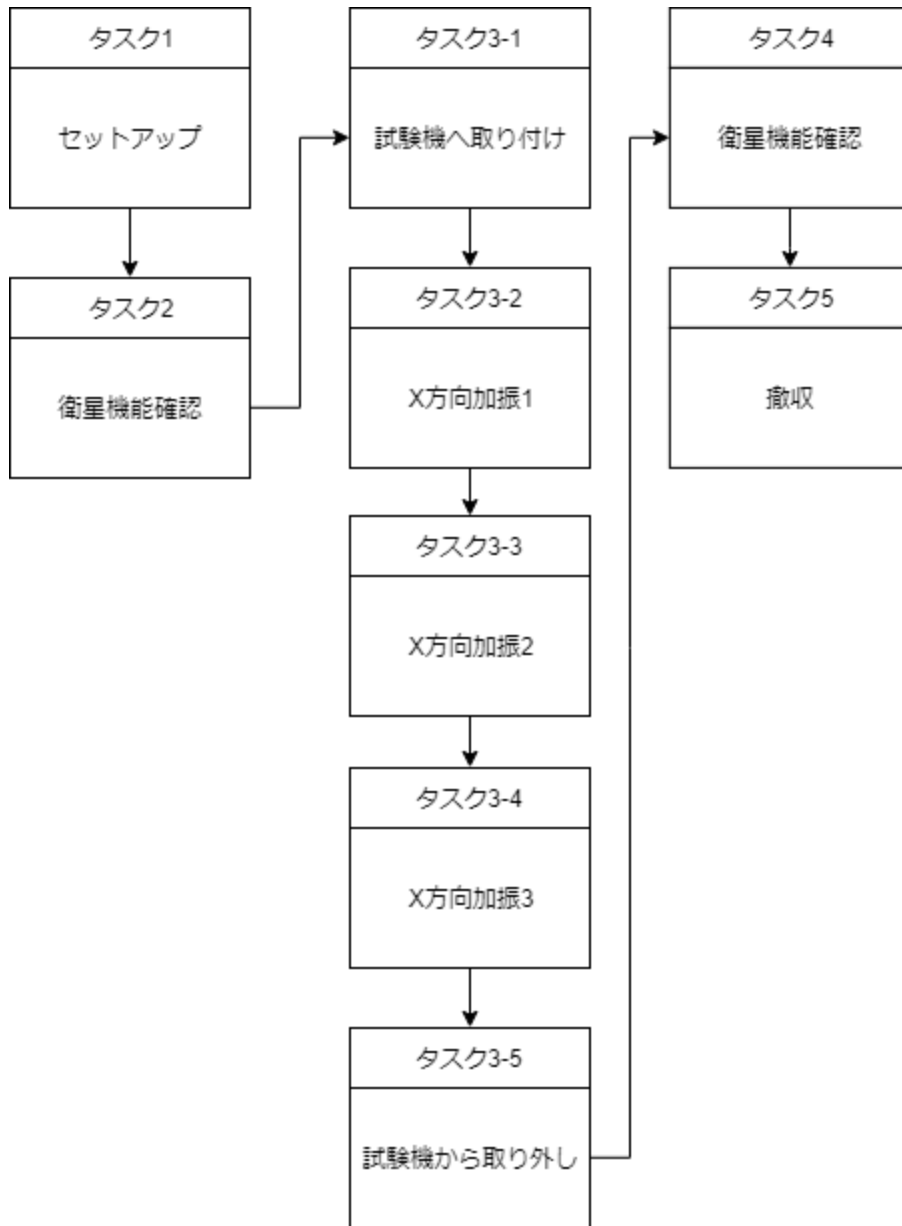 タスク1
セットアップ
タスク2
衛星機能確認
タスク3-1
試験機へ取り付け
タスク3-2
X方向加振1
タスク3-3
X方向加振2
タスク3-4
X方向加振3
タスク3-5
試験機から取り外し
タスク4
衛星機能確認
タスク5
撤収